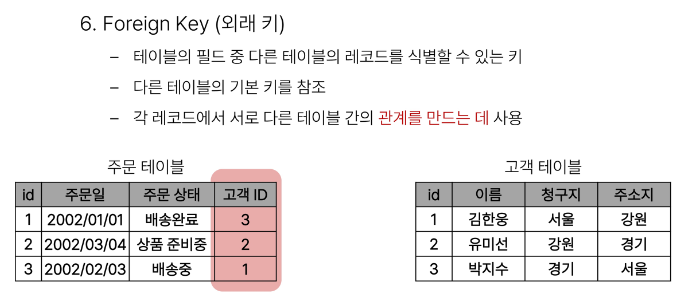 6. Foreign Key (외래 키)
– 테이블의 필드 중 다른 테이블의 레코드를 식별할 수 있는 키
– 다른 테이블의 기본 키를 참조
– 각 레코드에서 서로 다른 테이블 간의 관계를 만드는 데 사용
주문 테이블
id 주문일 주문 상태 고객 ID
1 2002/01/01 배송완료 3
2 2002/03/04 상품 준비중 2
3 2002/02/03 배송중 1
고객 테이블
id 이름 청구지 주소지
1 김한웅 서울 강원
2 유미선 강원 경기
3 박지수 경기 서울